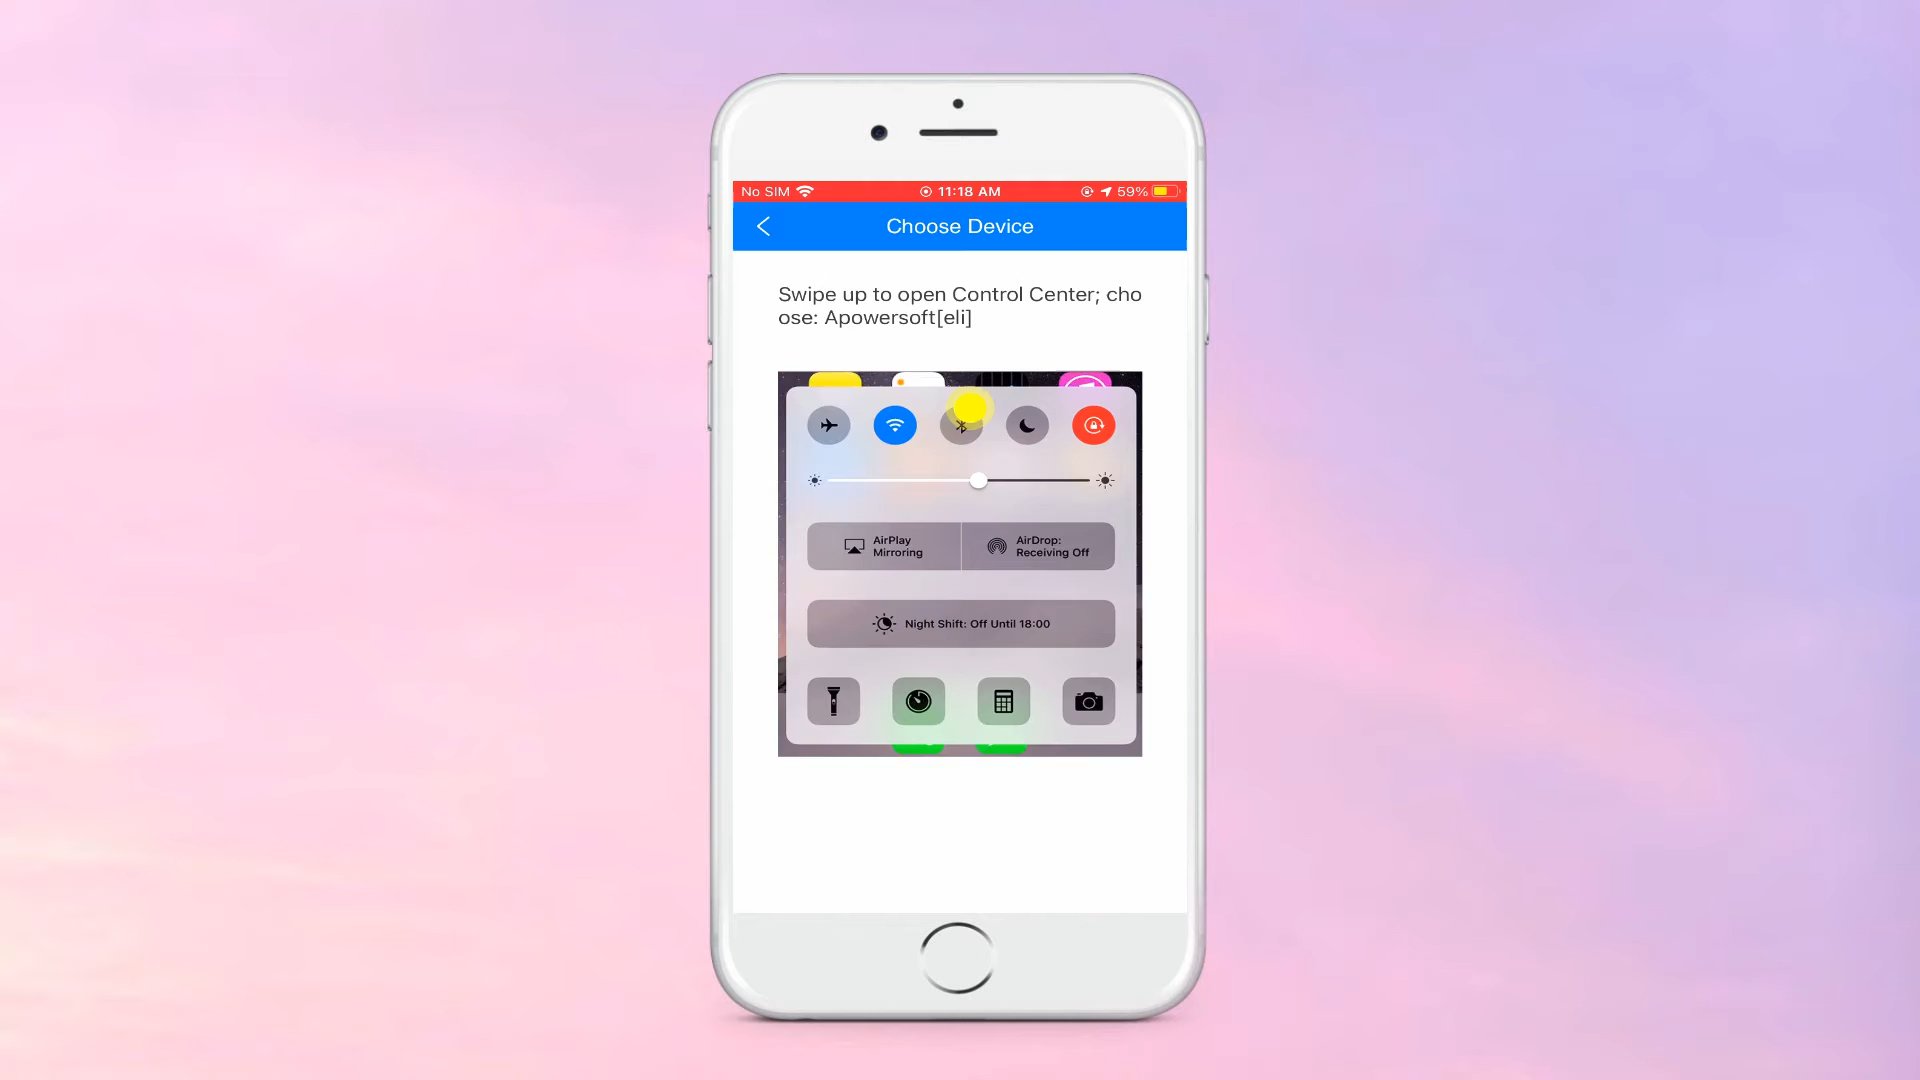 No SIM
11:18 AM
59%
Choose Device
Swipe up to open Control Center; cho
ose: Apowersoft[eli]
AirPlay
Mirroring
AirDrop:
Receiving Off
Night Shift: Off Until 18:00